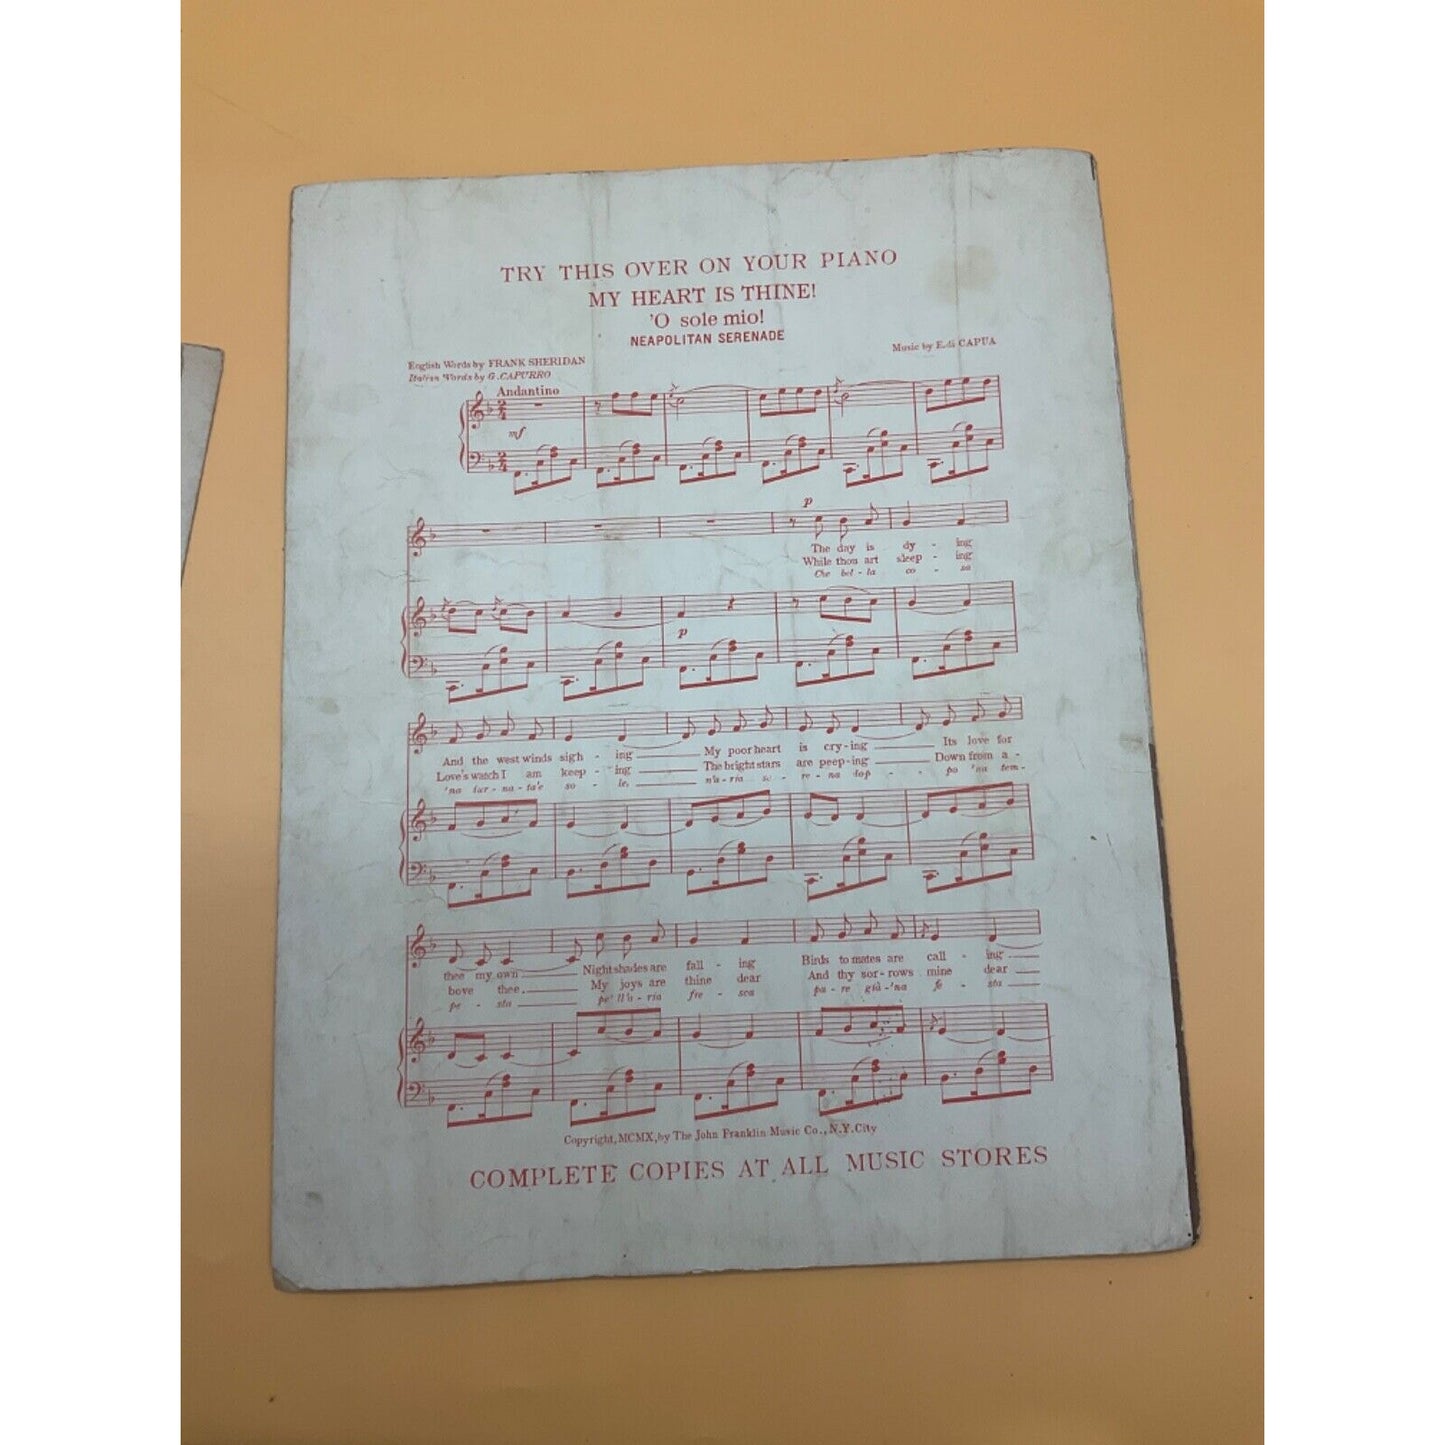 TRY THIS OVER ON YOUR PIANO
MY HEART IS THINE!
'O sole mio!
NEAPOLITAN SERENADE
English Words by FRANK SHERIDAN
Italian Words by G. CAPURRO
Music by E. di CAPUA
Andantino
mf
p
The day is dy - ing
While thou art sleep - ing
Che bel - la co - sa
p
And the west winds sigh - ing My poor heart is cry - ing Its love for
Love's watch I am keep - ing The bright stars are peep - ing Down from a -
'na iur - na - ta'e so - le, n'a - ria se - re - na dop - po 'na tem -
thee my own Night shades are fall - ing Birds to mates are call - ing
bove thee. My joys are thine dear And thy sor - rows mine dear
pe - sta pe' ll'a - ria fre - sca pa - re già - 'na fe - sta
Copyright, MCMX, by The John Franklin Music Co., N.Y. City
COMPLETE COPIES AT ALL MUSIC STORES